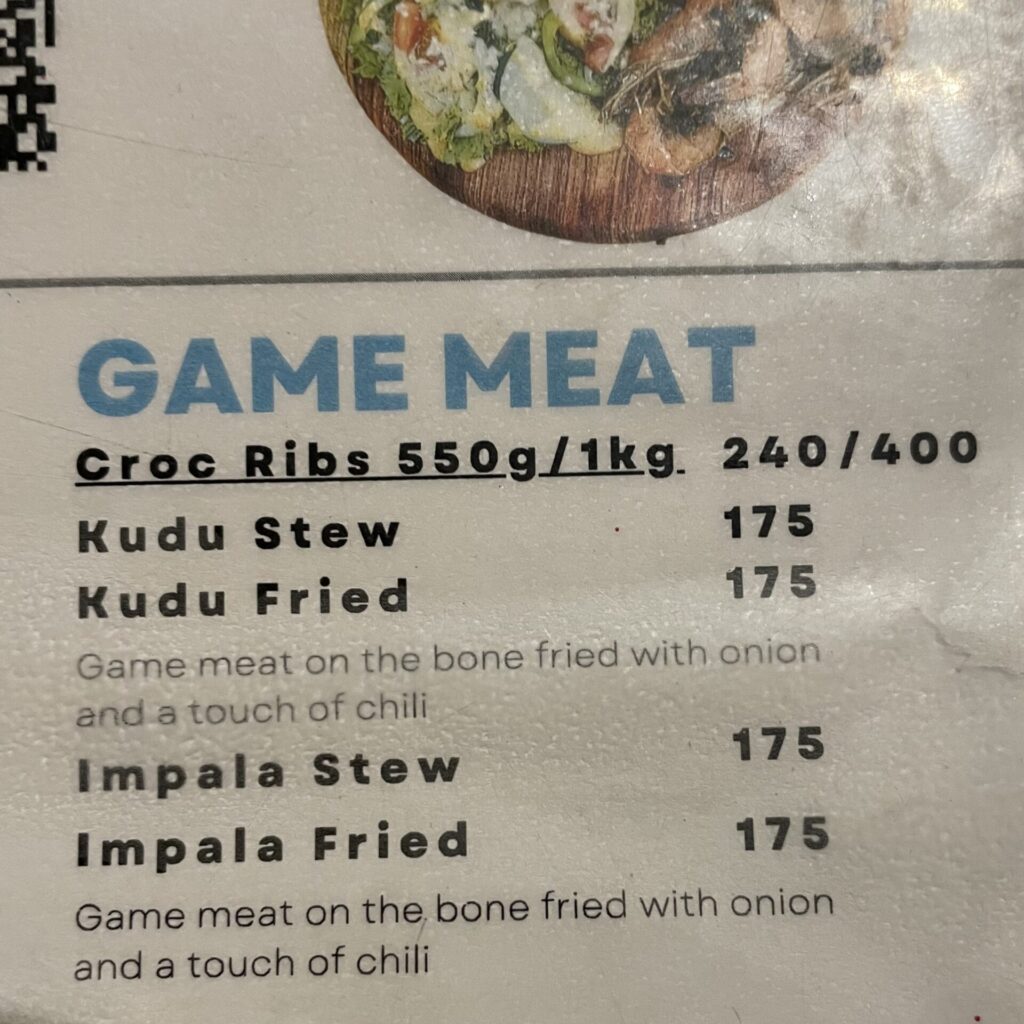 GAME MEAT
Croc Ribs 550g/1kg 240/400
Kudu Stew 175
Kudu Fried 175
Game meat on the bone fried with onion
and a touch of chili
Impala Stew 175
Impala Fried 175
Game meat on the bone fried with onion
and a touch of chili